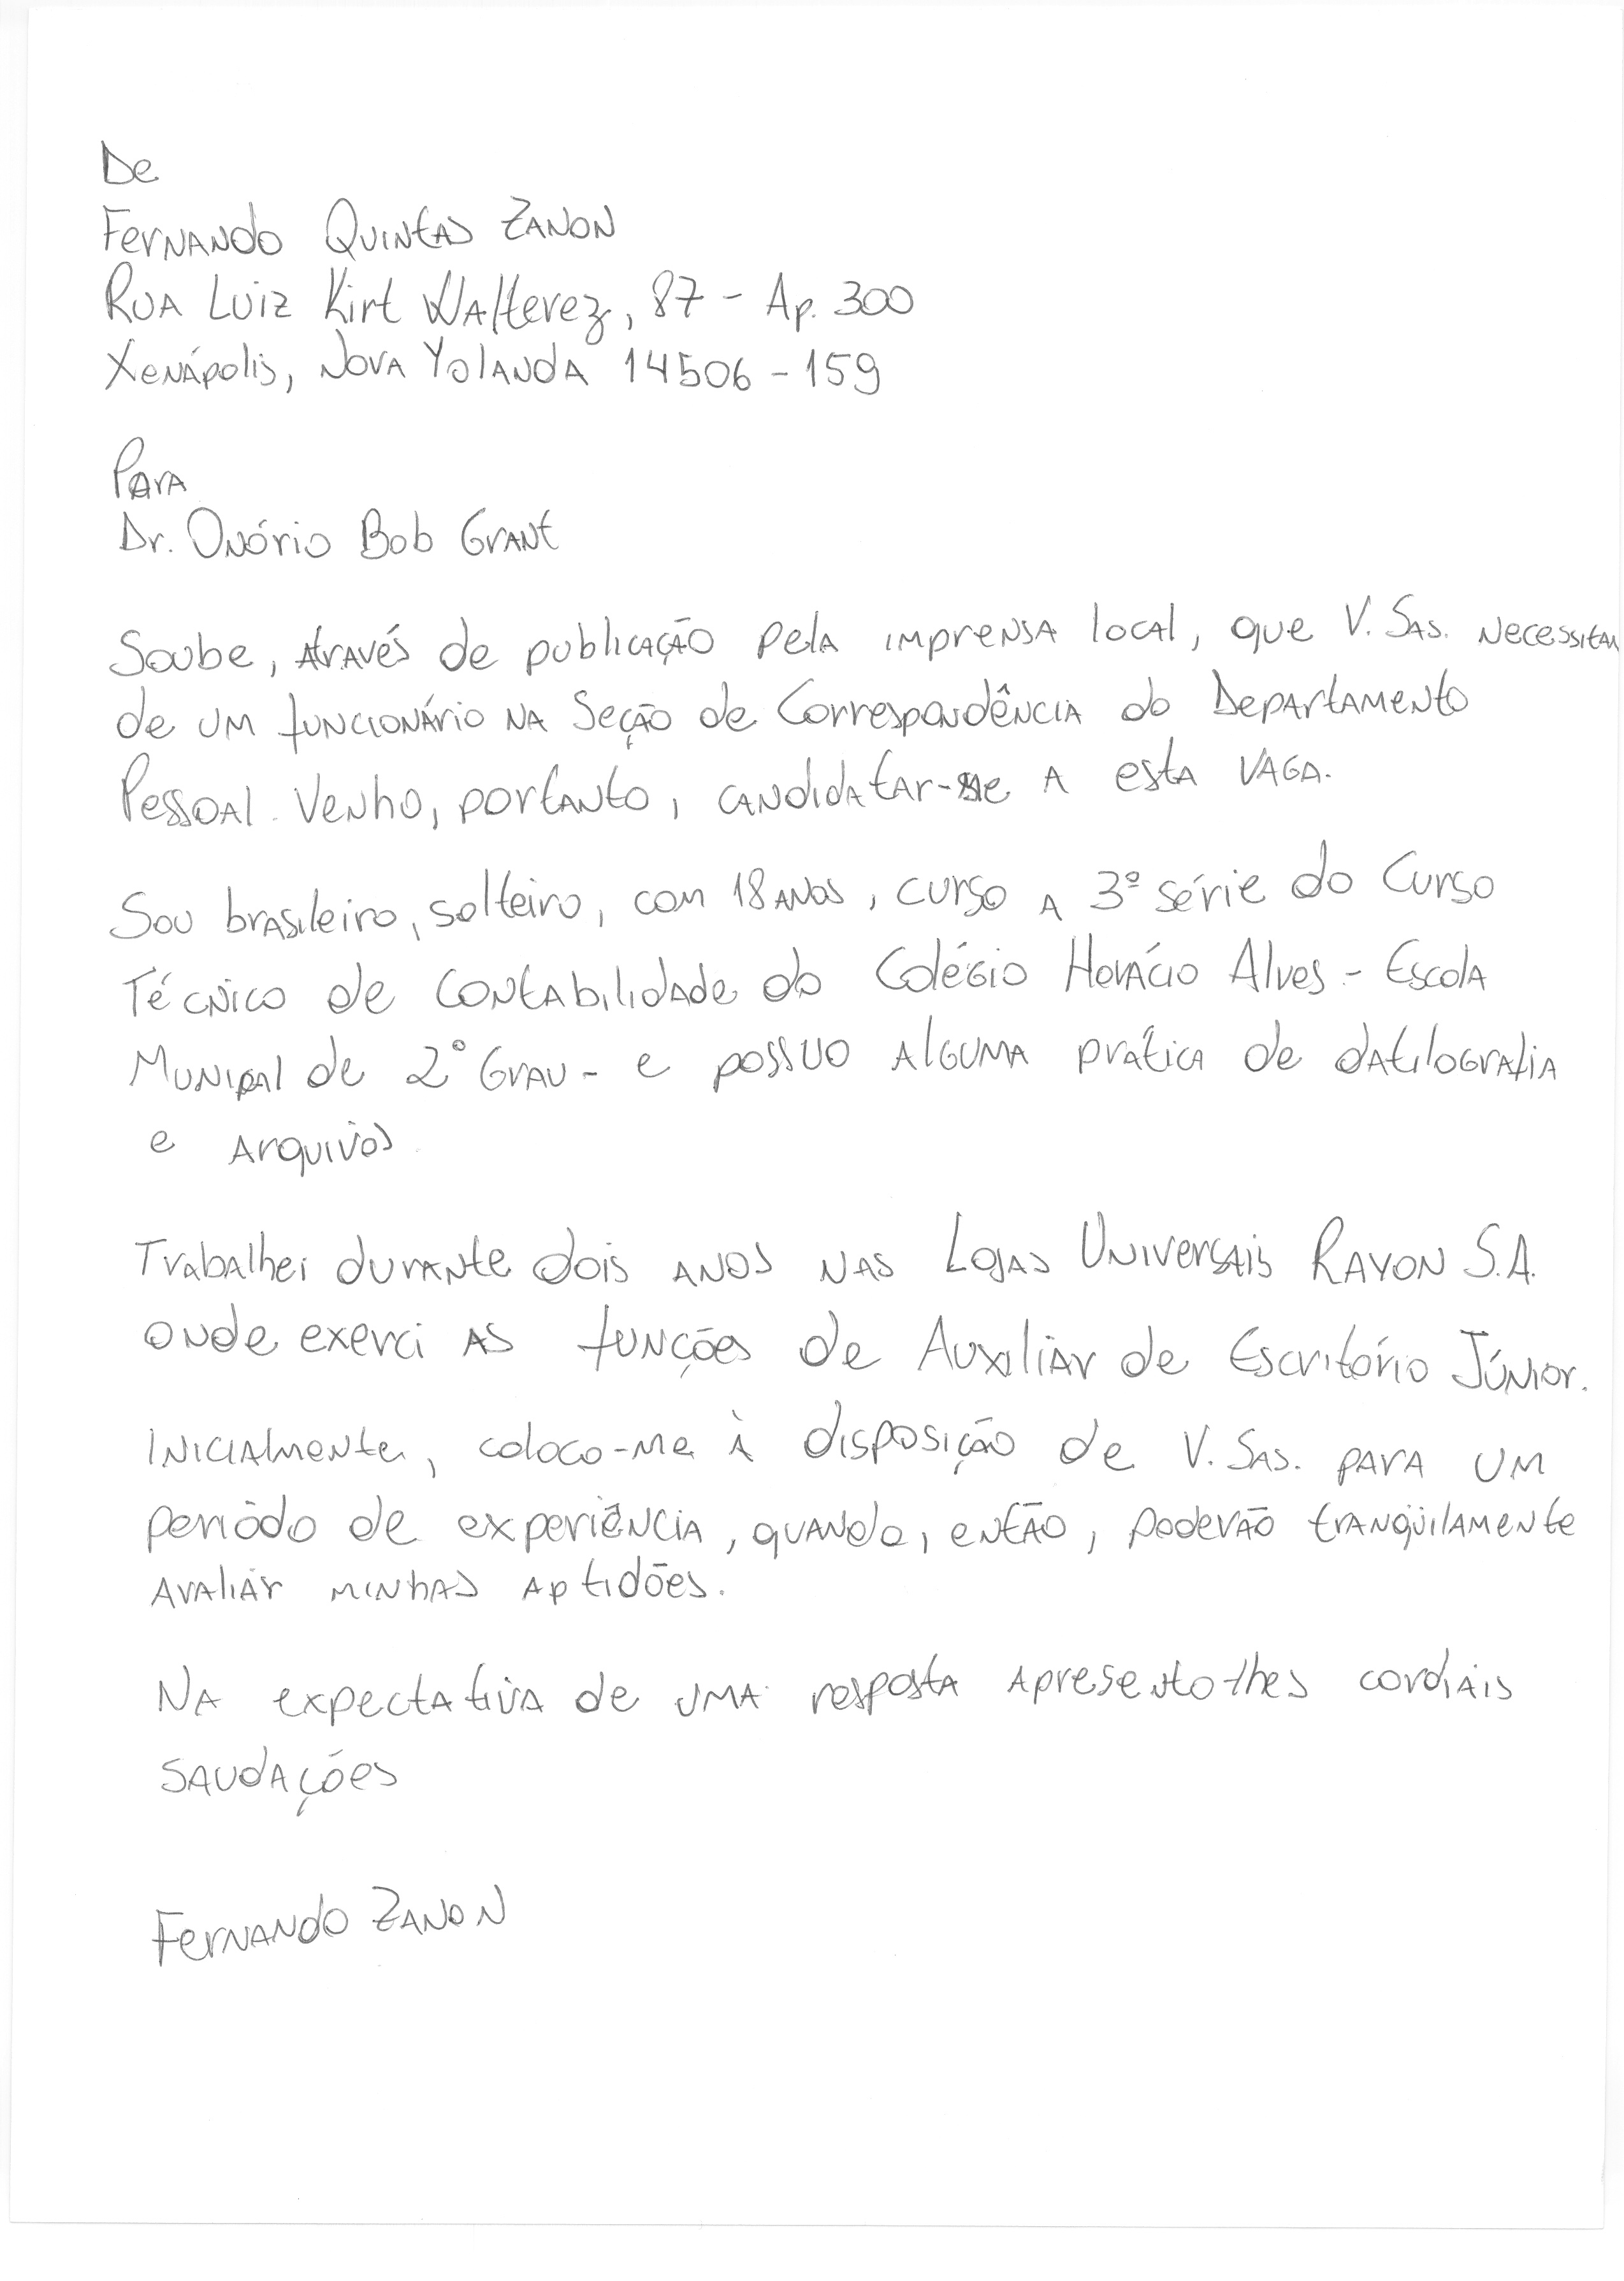 De
Fernando Quintas Zanon
Rua Luiz Kirt Walterez, 87 - Ap. 300
Xenápolis, Nova Yolanda 14506-159
Para
Dr. Onório Bob Grant
Soube, através de publicação pela imprensa local, que V. Sas. necessitam
de um funcionário na Seção de Correspondência do Departamento
Pessoal. Venho, portanto, candidatar-me a esta vaga.
Sou brasileiro, solteiro, com 18 anos, curso a 3º série do Curso
Técnico de Contabilidade do Colégio Horácio Alves - Escola
Munipal de 2º Grau - e possuo alguma prática de datilografia
e arquivos
Trabalhei durante dois anos nas Lojas Universais Rayon S.A.
onde exerci as funções de Auxiliar de Escritório Júnior.
Inicialmente, coloco-me à disposição de V. Sas. para um
período de experiência, quando, então, poderão tranqüilamente
avaliar minhas aptidões.
Na expectativa de uma resposta apresento-lhes cordiais
saudações
Fernando Zanon